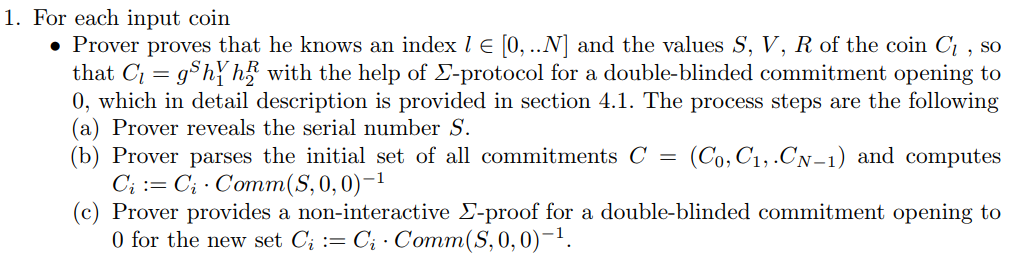 1. For each input coin
• Prover proves that he knows an index l ∈ [0, ..N] and the values S, V, R of the coin C_l , so
that C_l = g^S h_1^V h_2^R with the help of Σ-protocol for a double-blinded commitment opening to
0, which in detail description is provided in section 4.1. The process steps are the following
(a) Prover reveals the serial number S.
(b) Prover parses the initial set of all commitments C = (C_0, C_1, .C_{N−1}) and computes
C_i := C_i · Comm(S, 0, 0)^{−1}
(c) Prover provides a non-interactive Σ-proof for a double-blinded commitment opening to
0 for the new set C_i := C_i · Comm(S, 0, 0)^{−1}.